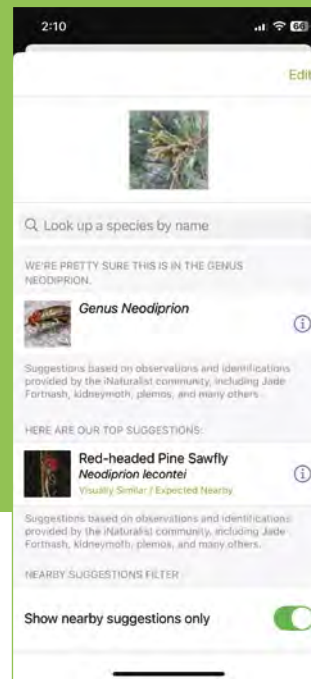 2:10
66
Edit
Look up a species by name
WE'RE PRETTY SURE THIS IS IN THE GENUS
NEODIPRION.
Genus Neodiprion
Suggestions based on observations and identifications
provided by the iNaturalist community, including Jade
Fortnash, kidneymoth, plemos, and many others.
HERE ARE OUR TOP SUGGESTIONS:
Red-headed Pine Sawfly
Neodiprion lecontei
Visually Similar / Expected Nearby
Suggestions based on observations and identifications
provided by the iNaturalist community, including Jade
Fortnash, kidneymoth, plemos, and many others.
NEARBY SUGGESTIONS FILTER
Show nearby suggestions only